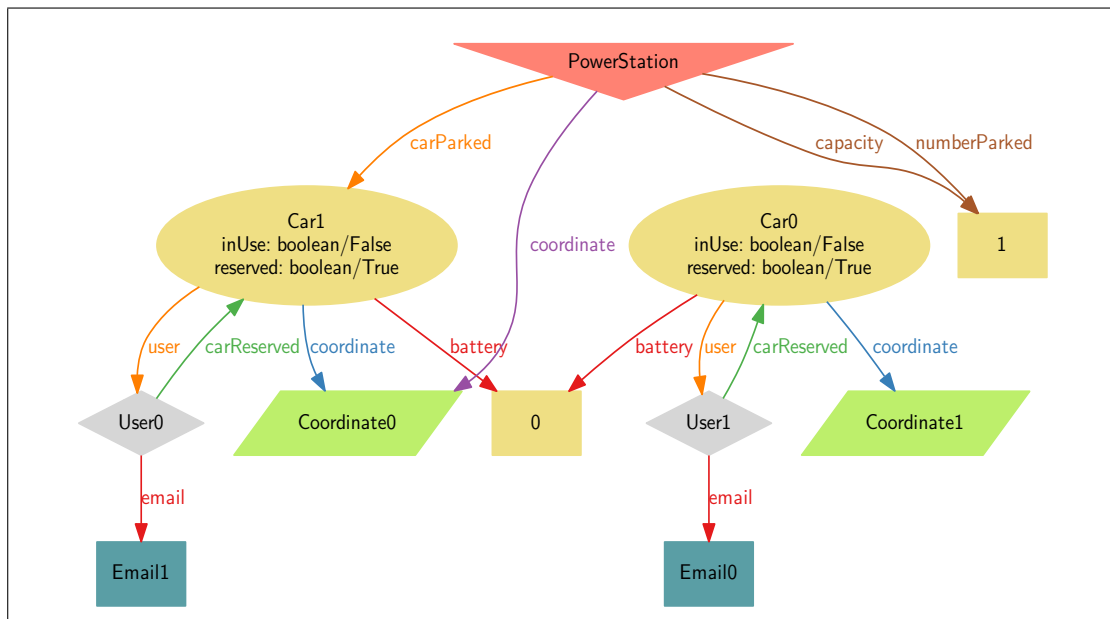 PowerStation
carParked
capacity
numberParked
Car1
inUse: boolean/False
reserved: boolean/True
coordinate
Car0
inUse: boolean/False
reserved: boolean/True
1
user
carReserved
coordinate
battery
battery
user
carReserved
coordinate
User0
Coordinate0
0
User1
Coordinate1
email
email
Email1
Email0